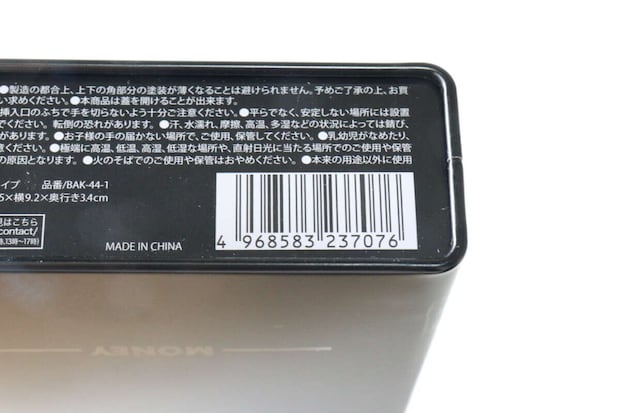 ●製造の都合上、上下の角部分の塗装が薄くなることは避けられません。予めご了承の上、お買
い求めください。●本商品は蓋を開けることが出来ます。
挿入口のふちで手を切らないよう十分ご注意ください。●平らでなく、安定しない場所には設置
でください。転倒の恐れがあります。●汗、水濡れ、摩擦、高温、多湿などの状況によっては錆び、
があります。●お子様の手の届かない場所で、ご使用、保管してください。●乳幼児がなめたり、
ください。●極端に高温、低温、高湿、低湿な場所や、直射日光に当たる場所でのご使用や保管
の原因となります。●火のそばでのご使用や保管はおやめください。●本来の用途以外に使用
イプ 品番/BAK-44-1
5×横9.2×奥行き3.4cm
見はこちら
contact/
13時〜17時)
MADE IN CHINA
4 968583 237076
MONEY